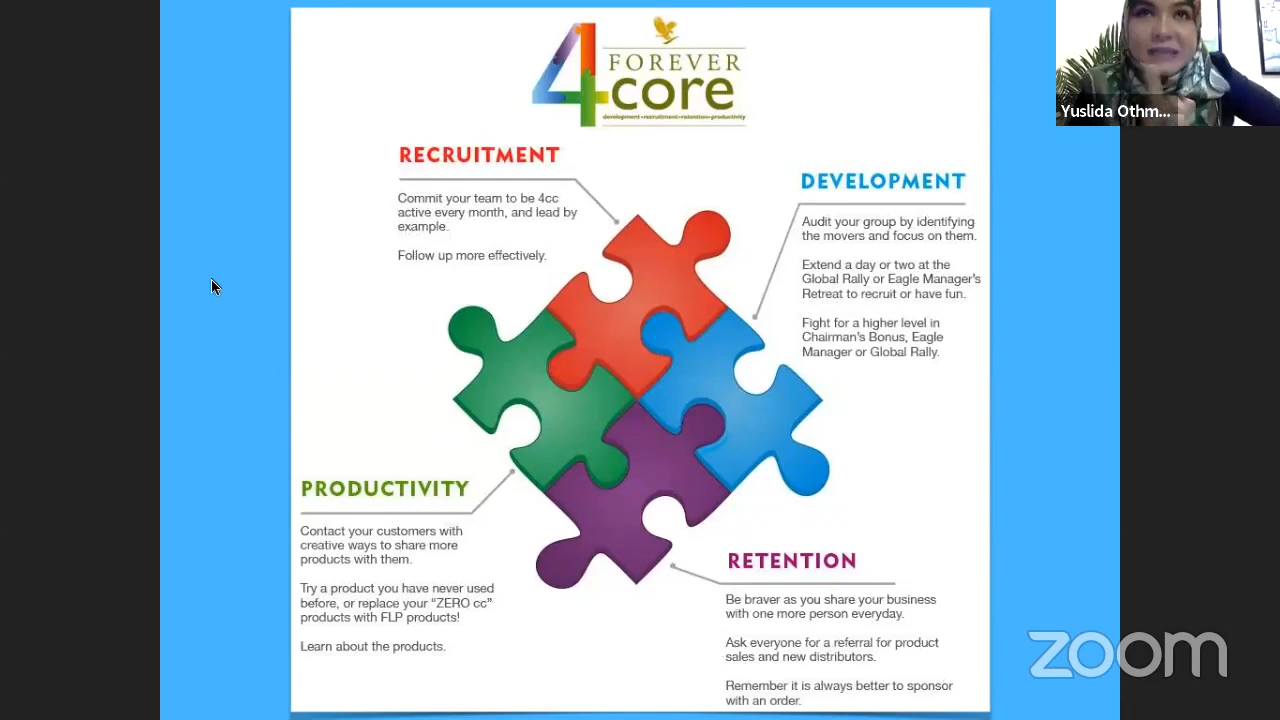 4 FOREVER
core
development•recruitment•retention•productivity
Yuslida Othm...
RECRUITMENT
Commit your team to be 4cc
active every month, and lead by
example.
Follow up more effectively.
DEVELOPMENT
Audit your group by identifying
the movers and focus on them.
Extend a day or two at the
Global Rally or Eagle Manager's
Retreat to recruit or have fun.
Fight for a higher level in
Chairman's Bonus, Eagle
Manager or Global Rally.
PRODUCTIVITY
Contact your customers with
creative ways to share more
products with them.
Try a product you have never used
before, or replace your “ZERO cc”
products with FLP products!
Learn about the products.
RETENTION
Be braver as you share your business
with one more person everyday.
Ask everyone for a referral for product
sales and new distributors.
Remember it is always better to sponsor
with an order.
zoom